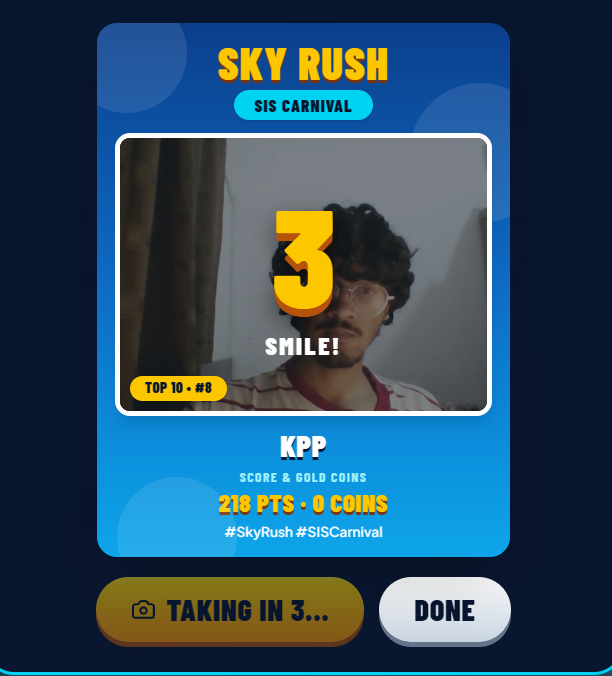 SKY RUSH
SIS CARNIVAL
3
SMILE!
TOP 10 • #8
KPP
SCORE & GOLD COINS
218 PTS · 0 COINS
#SkyRush #SISCarnival
TAKING IN 3...
DONE